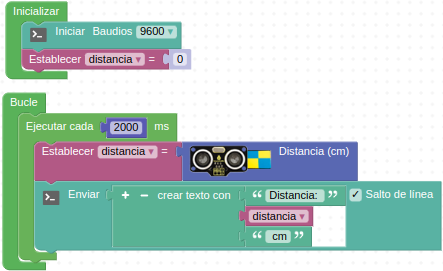 Inicializar
Iniciar Baudios 9600
Establecer distancia = 0
Bucle
Ejecutar cada 2000 ms
Establecer distancia = Distancia (cm)
Enviar + − crear texto con “ Distancia: ” ✓ Salto de línea
distancia
“ cm ”